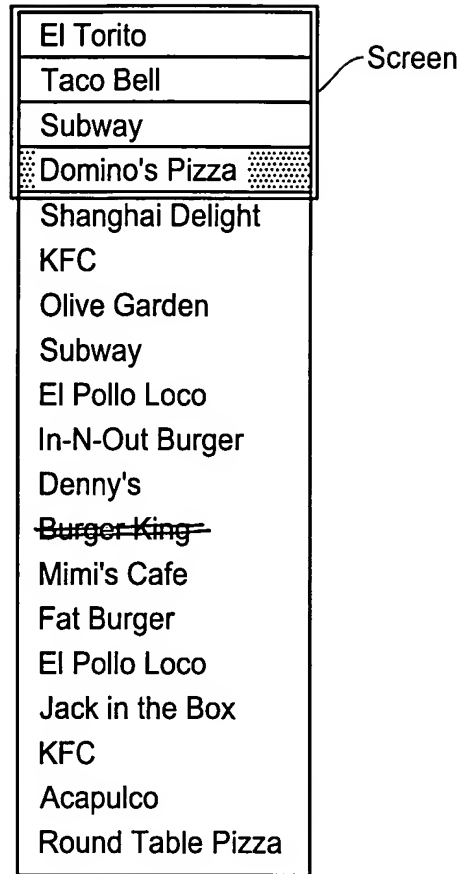 El Torito
Taco Bell
Screen
Subway
Domino's Pizza
Shanghai Delight
KFC
Olive Garden
Subway
El Pollo Loco
In-N-Out Burger
Denny's
Burger King
Mimi's Cafe
Fat Burger
El Pollo Loco
Jack in the Box
KFC
Acapulco
Round Table Pizza